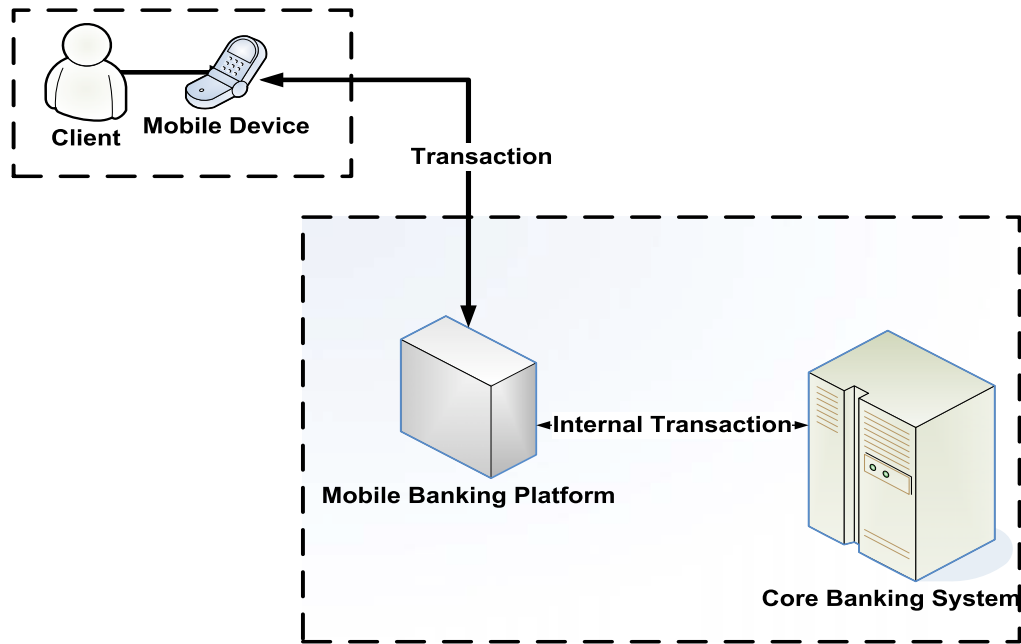 Client
Mobile Device
Transaction
Internal Transaction
Mobile Banking Platform
Core Banking System